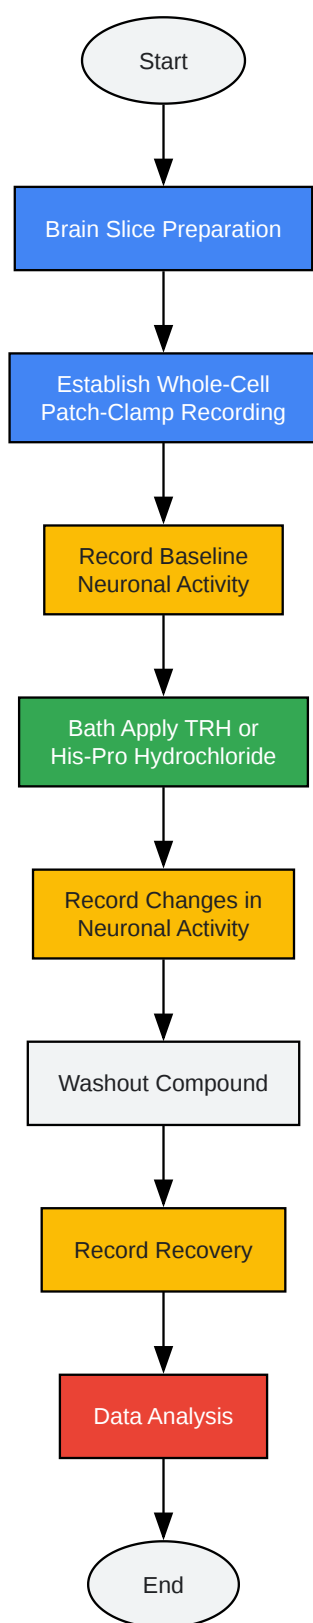 Start
Brain Slice Preparation
Establish Whole-Cell
Patch-Clamp Recording
Record Baseline
Neuronal Activity
Bath Apply TRH or
His-Pro Hydrochloride
Record Changes in
Neuronal Activity
Washout Compound
Record Recovery
Data Analysis
End